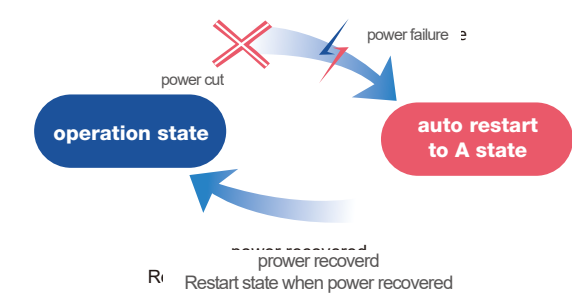 power failure
power cut
operation state
auto restart
to A state
prower recoverd
Restart state when power recovered